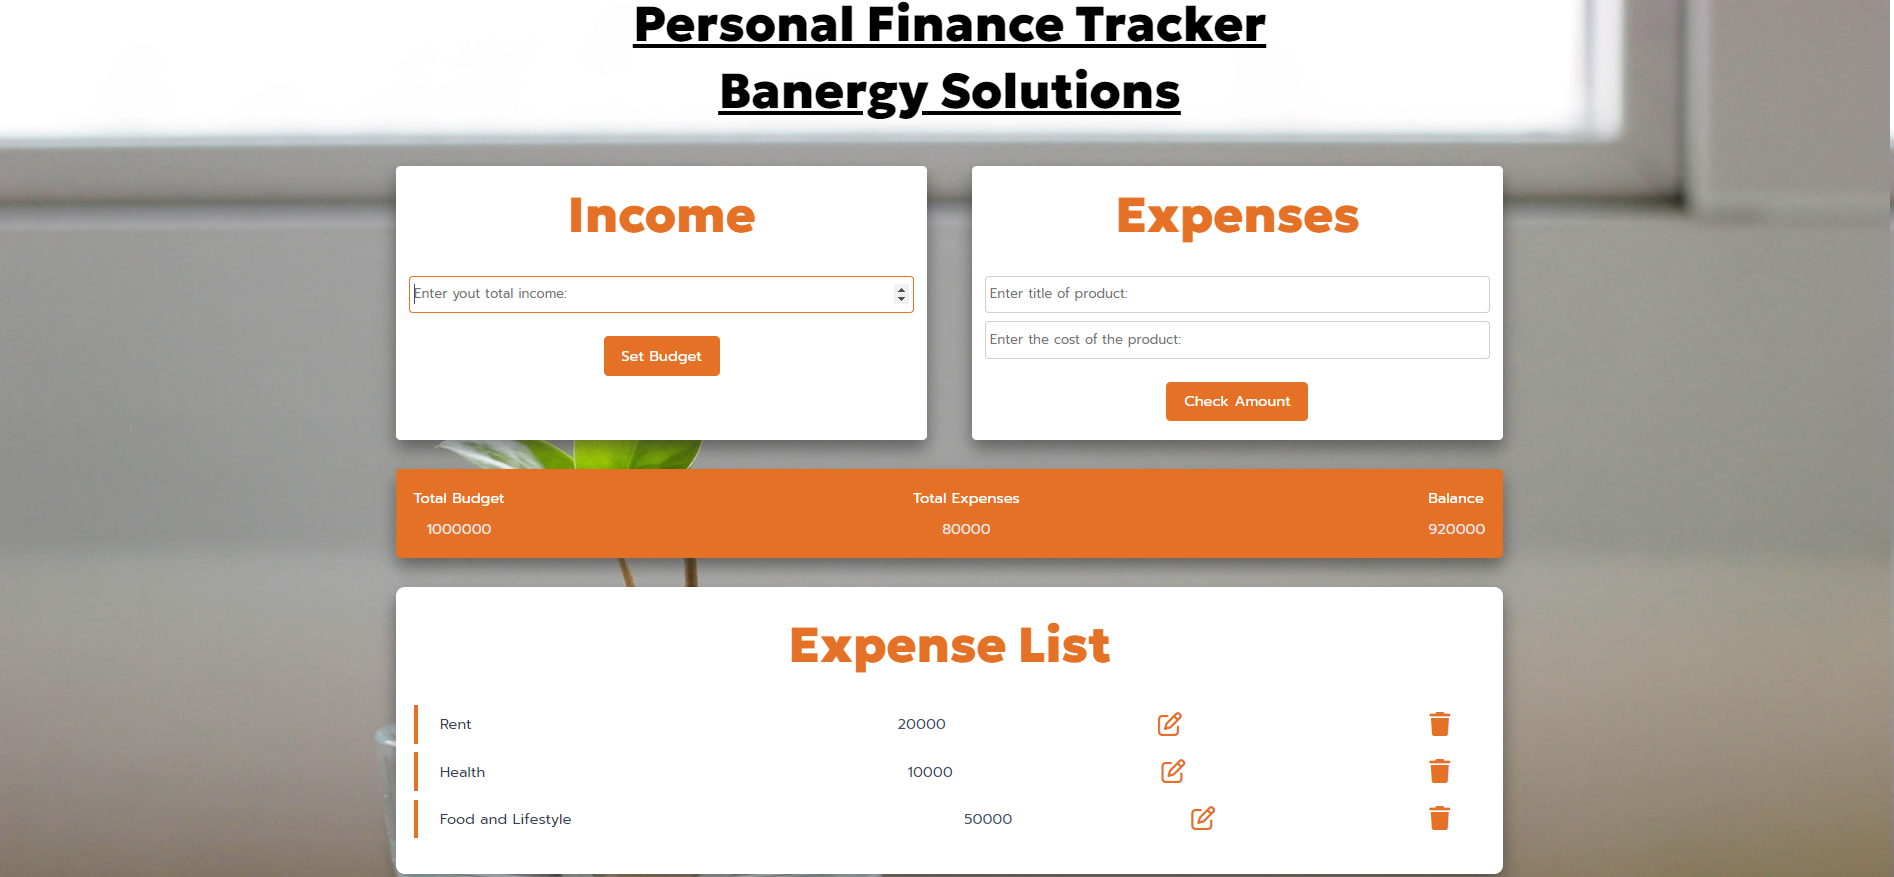 Personal Finance Tracker
Banergy Solutions
Income
Enter yout total income:
Set Budget
Expenses
Enter title of product:
Enter the cost of the product:
Check Amount
Total Budget Total Expenses Balance
1000000 80000 920000
Expense List
Rent 20000
Health 10000
Food and Lifestyle 50000